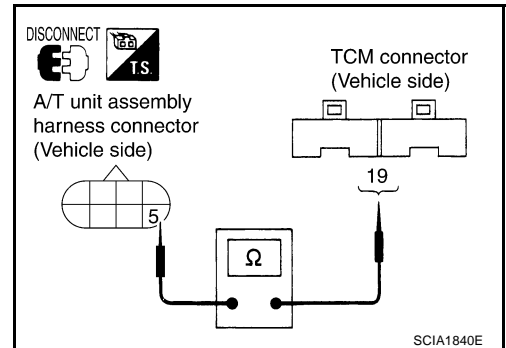 DISCONNECT
T.S.
A/T unit assembly
harness connector
(Vehicle side)
TCM connector
(Vehicle side)
19
5
Ω
SCIA1840E